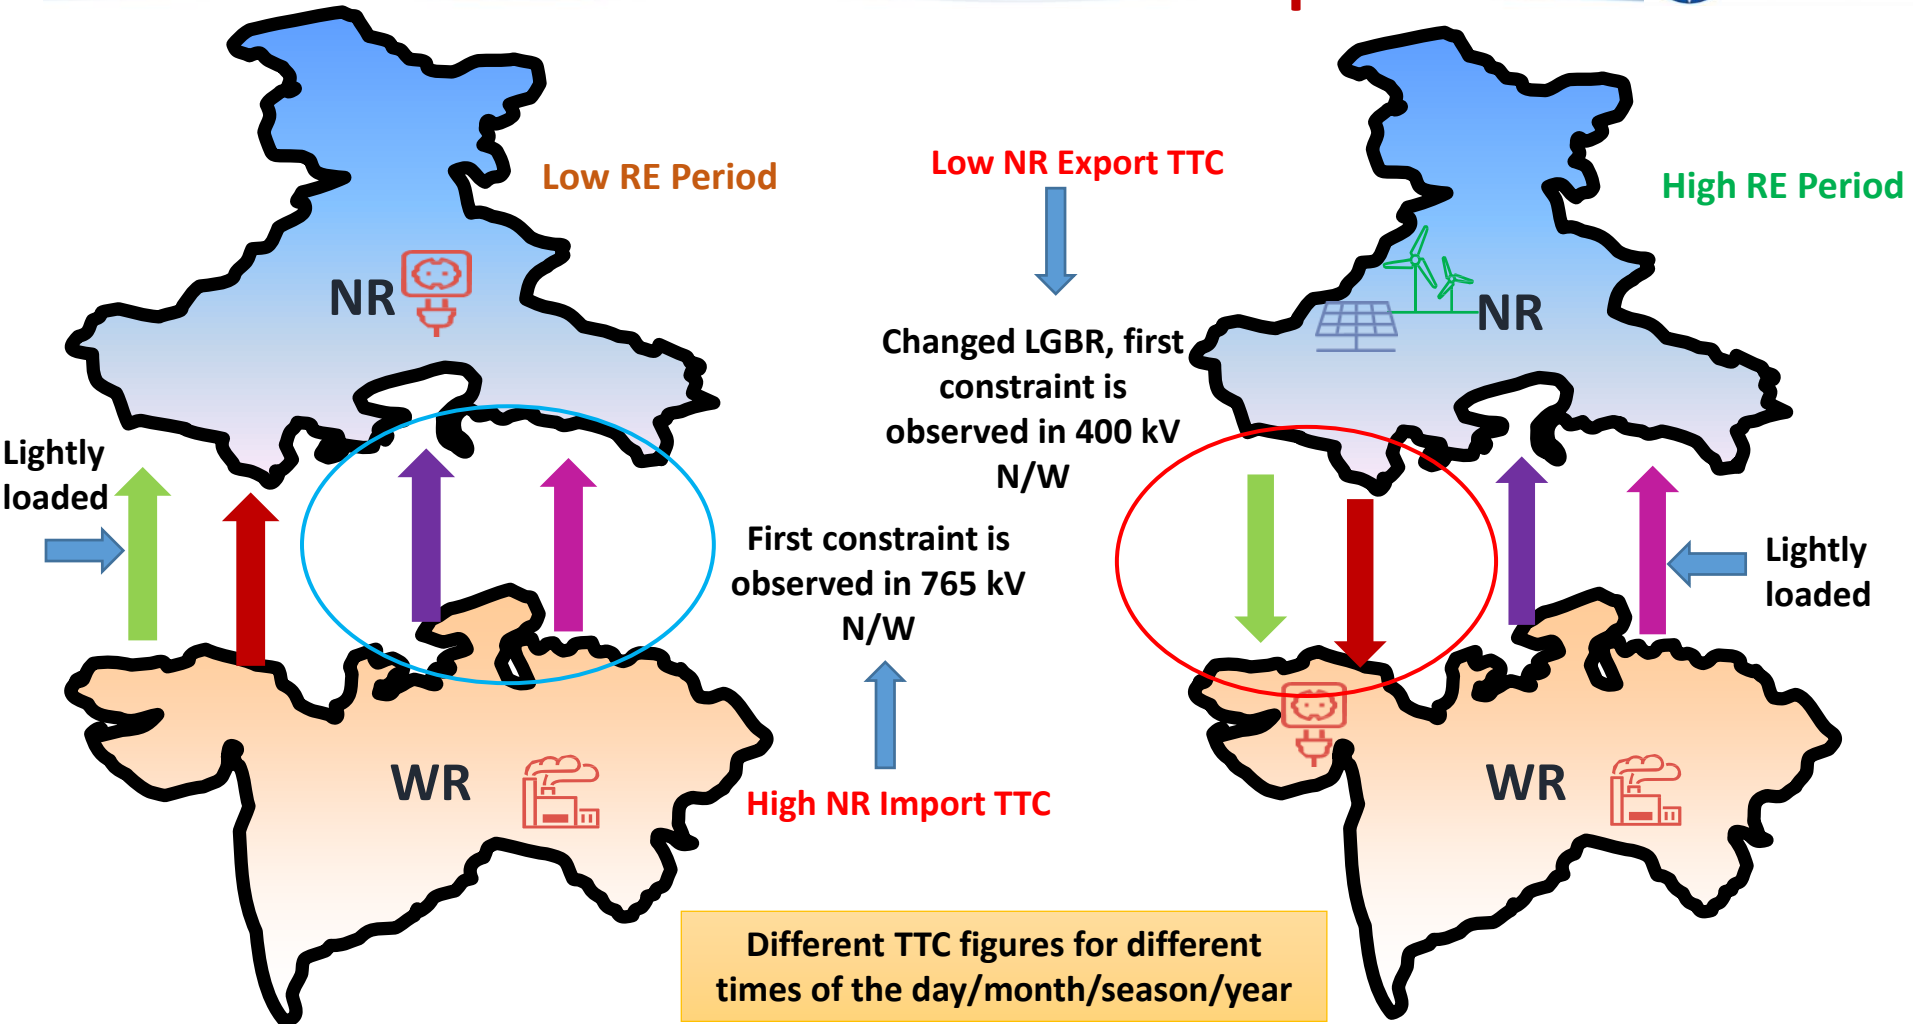 Low RE Period
NR
Lightly
loaded
WR
Low NR Export TTC
Changed LGBR, first
constraint is
observed in 400 kV
N/W
First constraint is
observed in 765 kV
N/W
High NR Import TTC
High RE Period
NR
Lightly
loaded
WR
Different TTC figures for different
times of the day/month/season/year